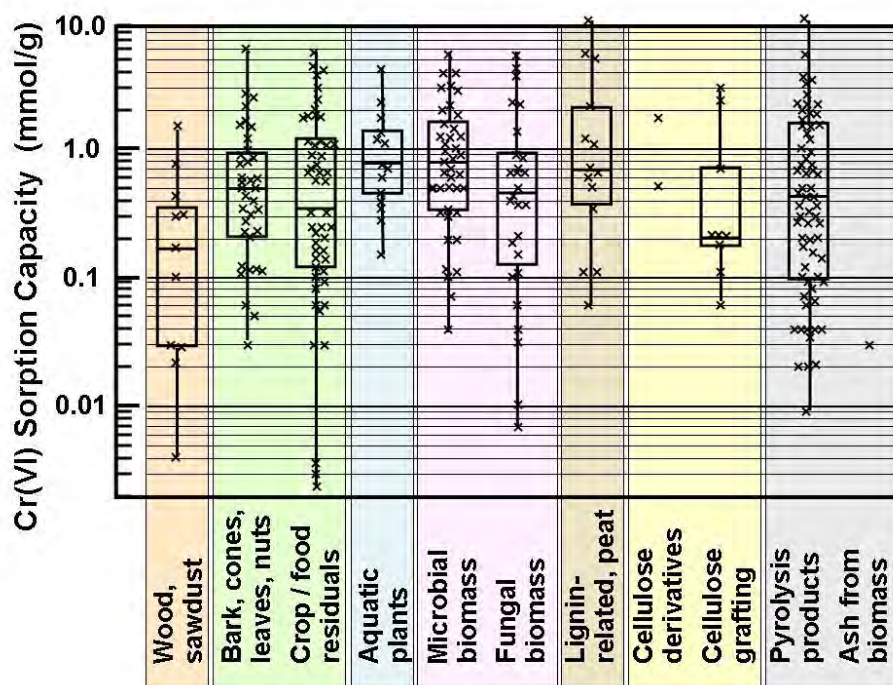 Cr(VI) Sorption Capacity (mmol/g)
10.0
1.0
0.1
0.01
Wood,
sawdust
Bark, cones,
leaves, nuts
Crop / food
residuals
Aquatic
plants
Microbial
biomass
Fungal
biomass
Lignin-
related, peat
Cellulose
derivatives
Cellulose
grafting
Pyrolysis
products
Ash from
biomass